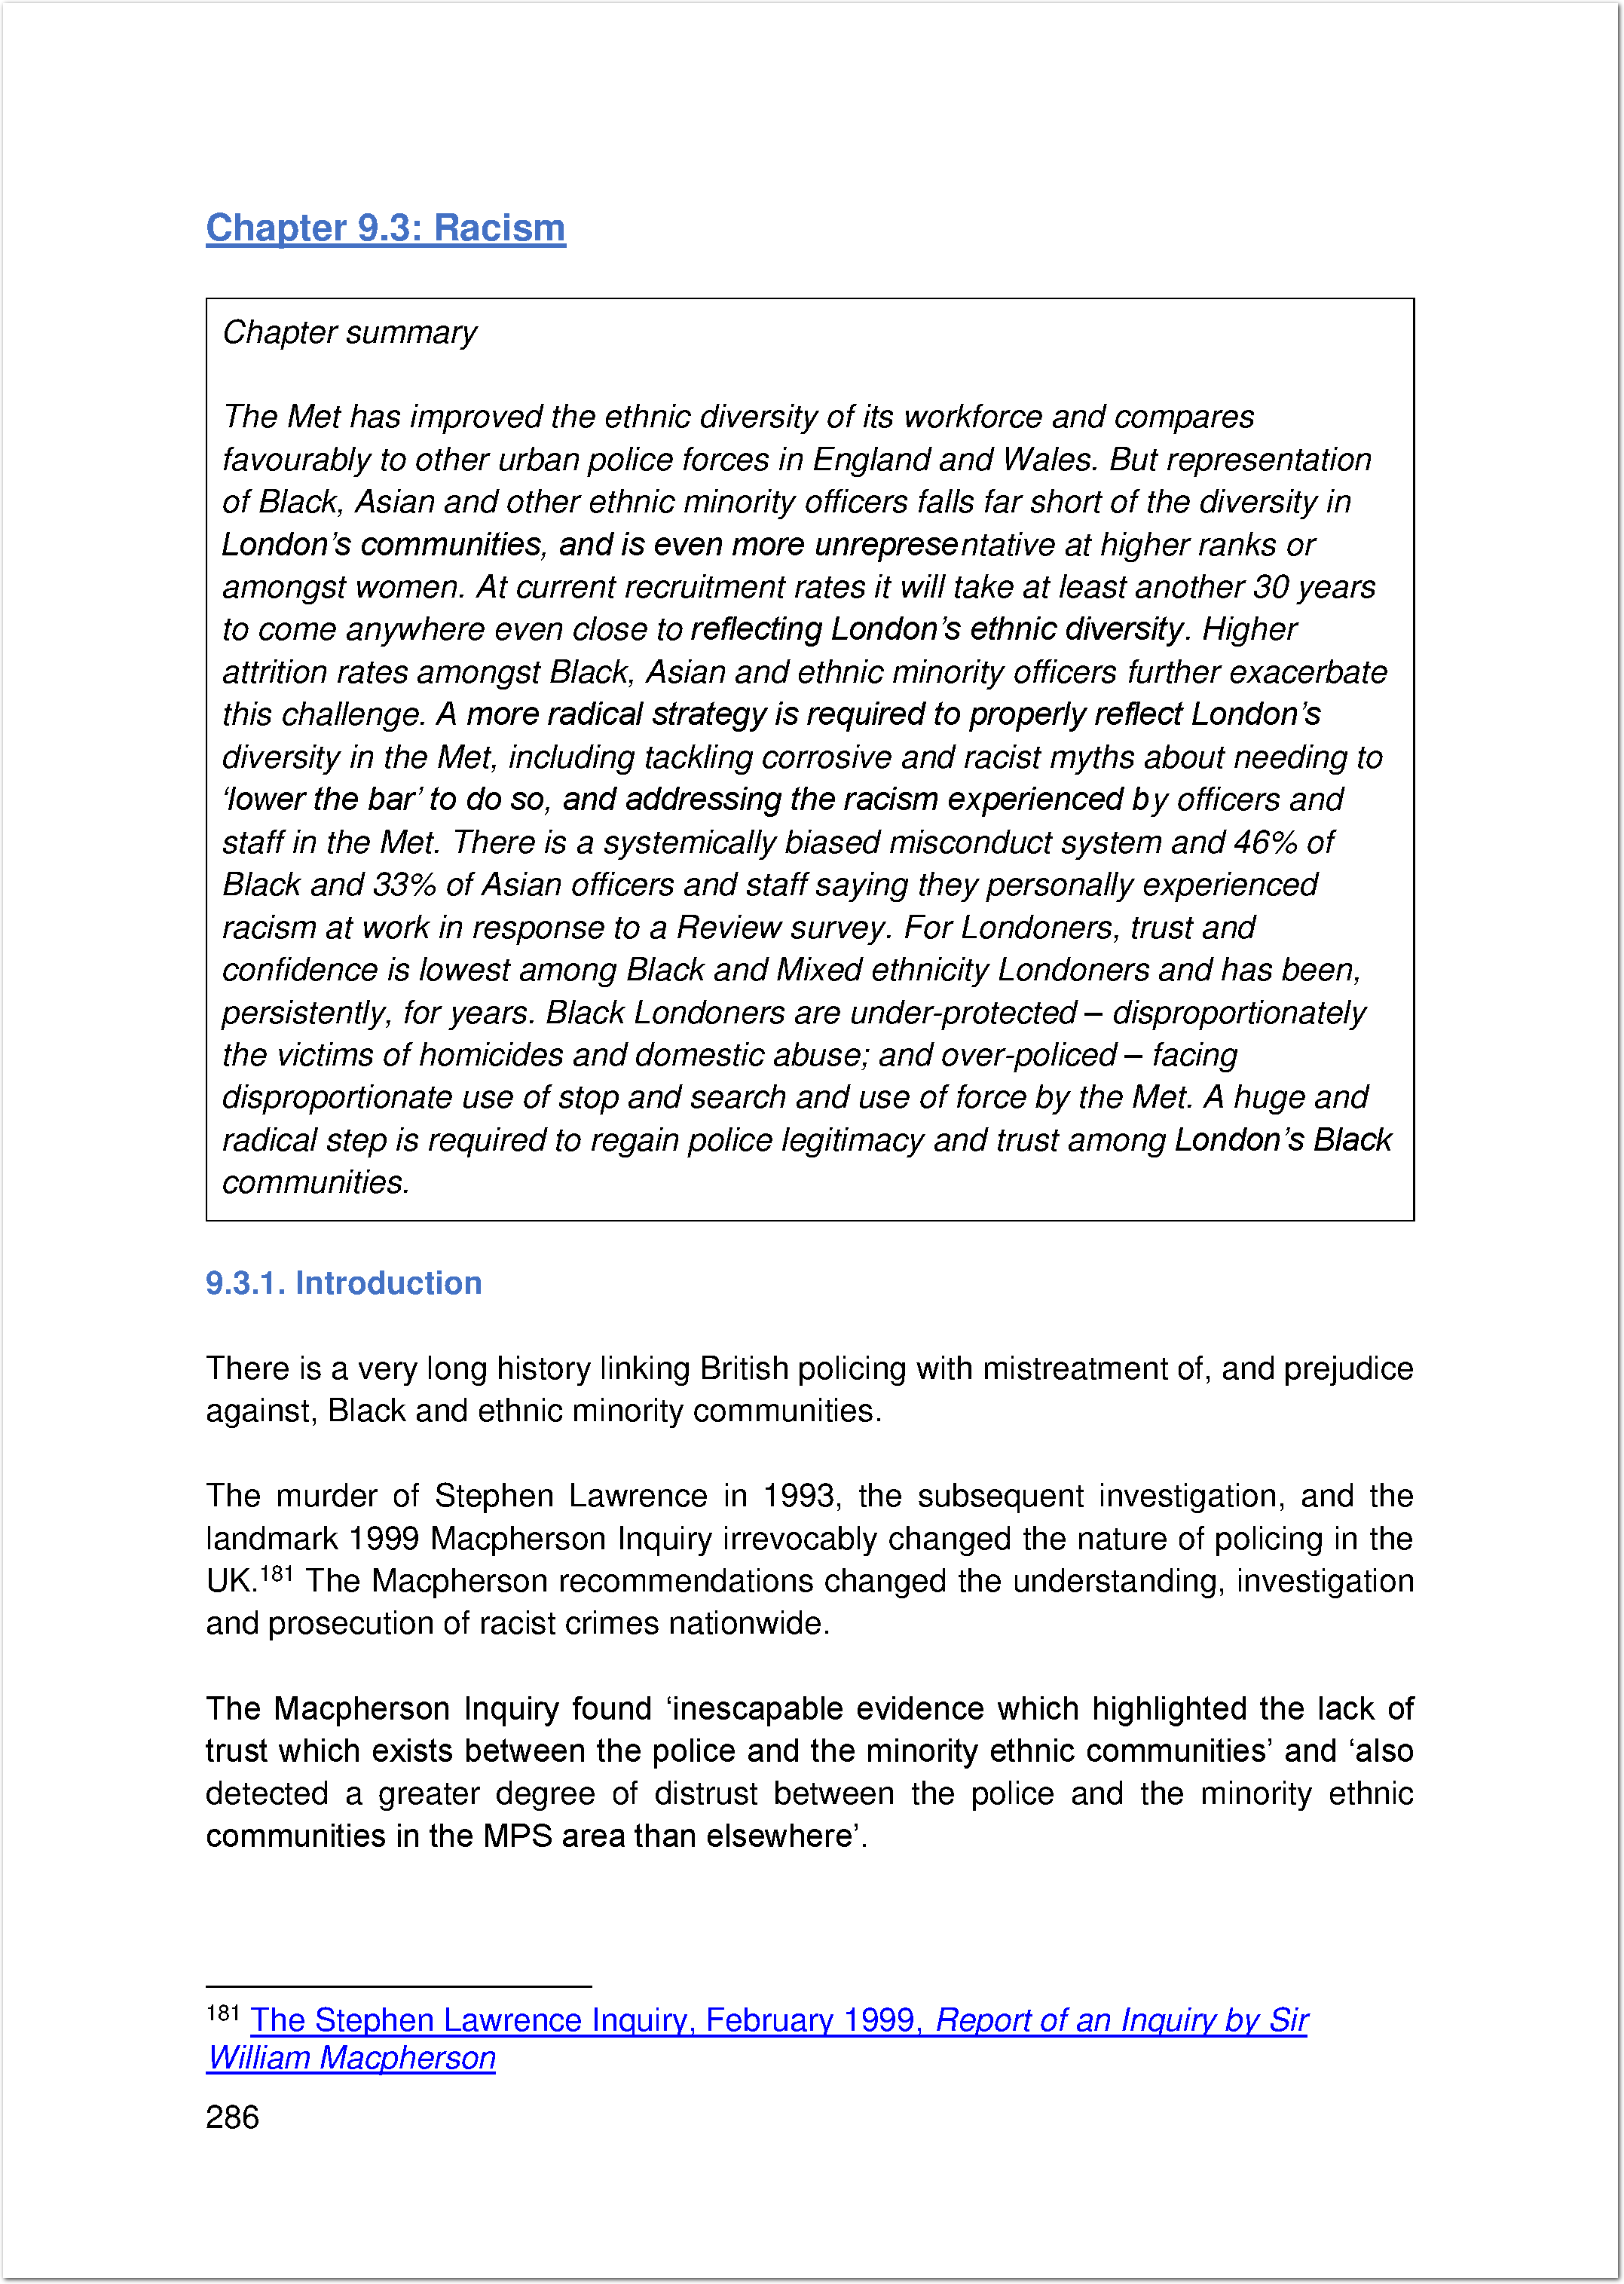 Chapter 9.3: Racism
Chapter summary
The Met has improved the ethnic diversity of its workforce and compares
favourably to other urban police forces in England and Wales. But representation
of Black, Asian and other ethnic minority officers falls far short of the diversity in
London’s communities, and is even more unrepresentative at higher ranks or
amongst women. At current recruitment rates it will take at least another 30 years
to come anywhere even close to reflecting London’s ethnic diversity. Higher
attrition rates amongst Black, Asian and ethnic minority officers further exacerbate
this challenge. A more radical strategy is required to properly reflect London’s
diversity in the Met, including tackling corrosive and racist myths about needing to
‘lower the bar’ to do so, and addressing the racism experienced by officers and
staff in the Met. There is a systemically biased misconduct system and 46% of
Black and 33% of Asian officers and staff saying they personally experienced
racism at work in response to a Review survey. For Londoners, trust and
confidence is lowest among Black and Mixed ethnicity Londoners and has been,
persistently, for years. Black Londoners are under-protected – disproportionately
the victims of homicides and domestic abuse; and over-policed – facing
disproportionate use of stop and search and use of force by the Met. A huge and
radical step is required to regain police legitimacy and trust among London’s Black
communities.
9.3.1. Introduction
There is a very long history linking British policing with mistreatment of, and prejudice
against, Black and ethnic minority communities.
The murder of Stephen Lawrence in 1993, the subsequent investigation, and the
landmark 1999 Macpherson Inquiry irrevocably changed the nature of policing in the
UK.181 The Macpherson recommendations changed the understanding, investigation
and prosecution of racist crimes nationwide.
The Macpherson Inquiry found ‘inescapable evidence which highlighted the lack of
trust which exists between the police and the minority ethnic communities’ and ‘also
detected a greater degree of distrust between the police and the minority ethnic
communities in the MPS area than elsewhere’.
181 The Stephen Lawrence Inquiry, February 1999, Report of an Inquiry by Sir
William Macpherson
286